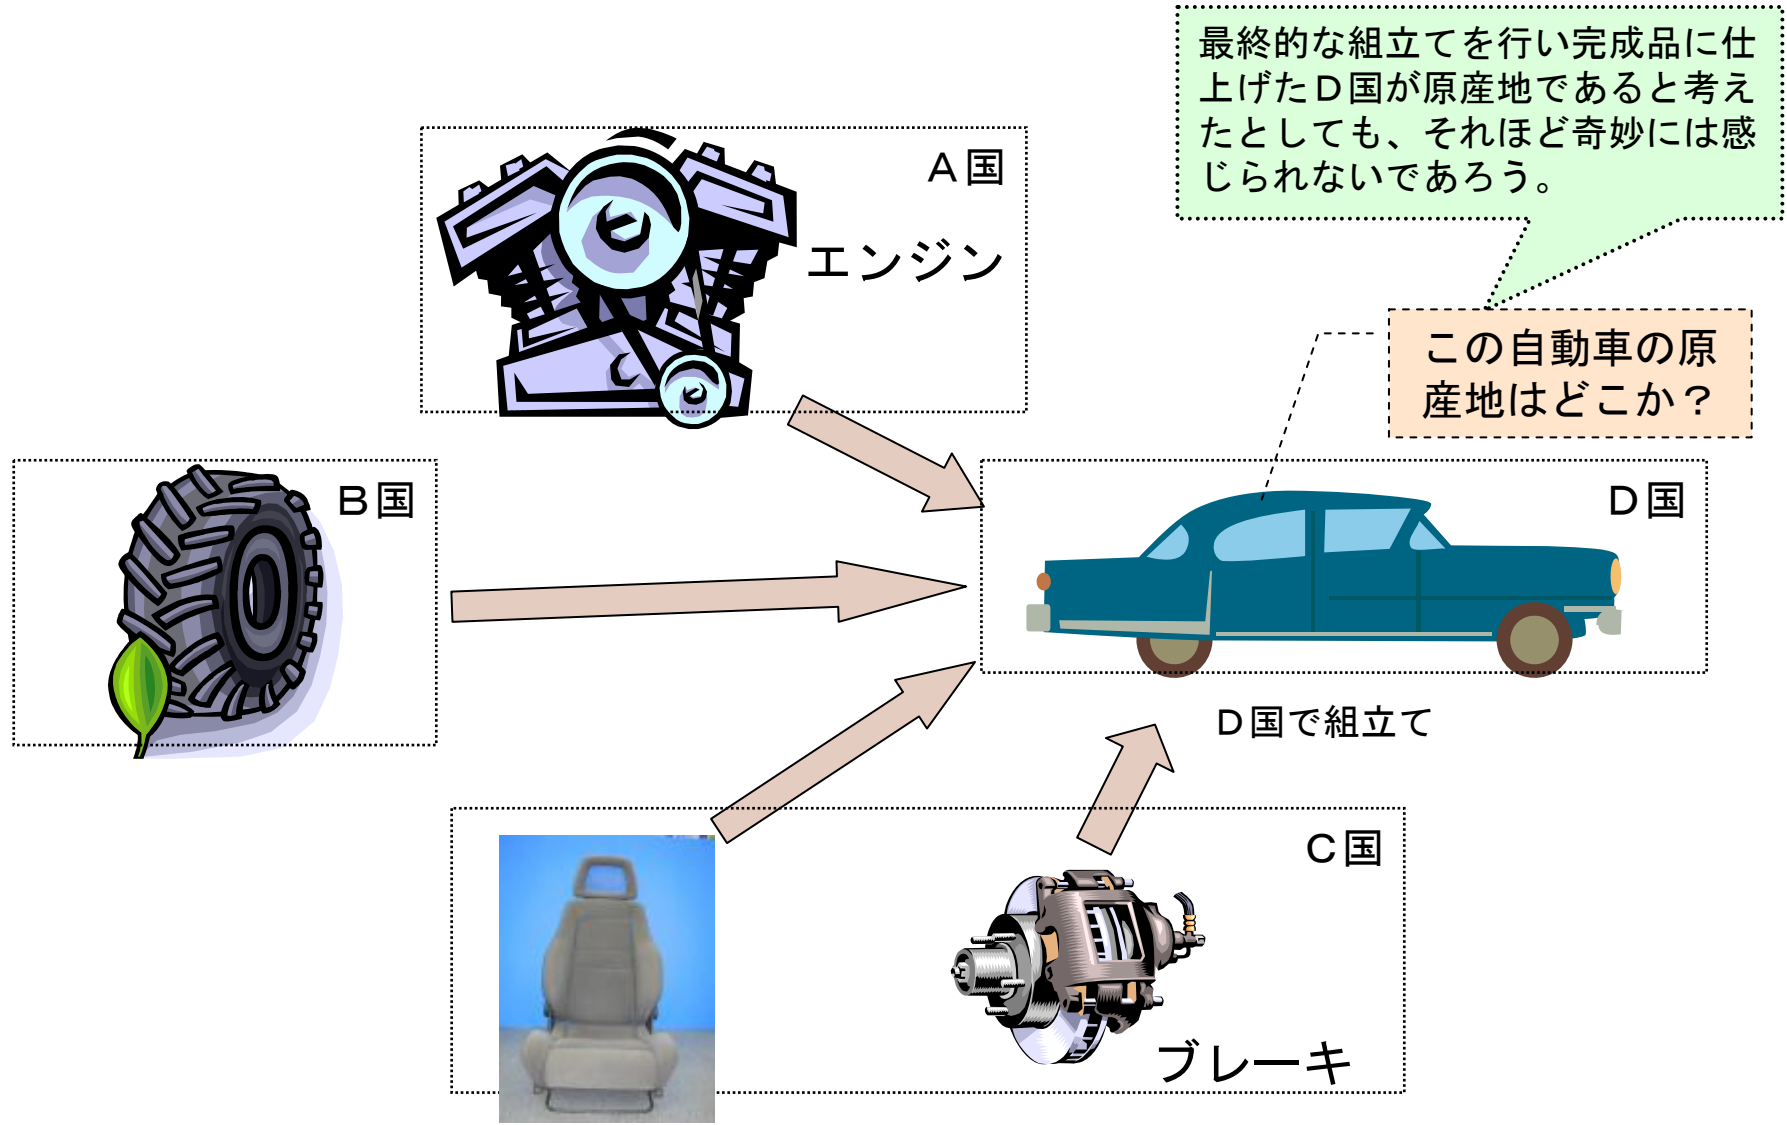 最終的な組立てを行い完成品に仕
上げたＤ国が原産地であると考え
たとしても、それほど奇妙には感
じられないであろう。
Ａ国
エンジン
この自動車の原
産地はどこか？
Ｂ国
Ｄ国
Ｄ国で組立て
Ｃ国
ブレーキ